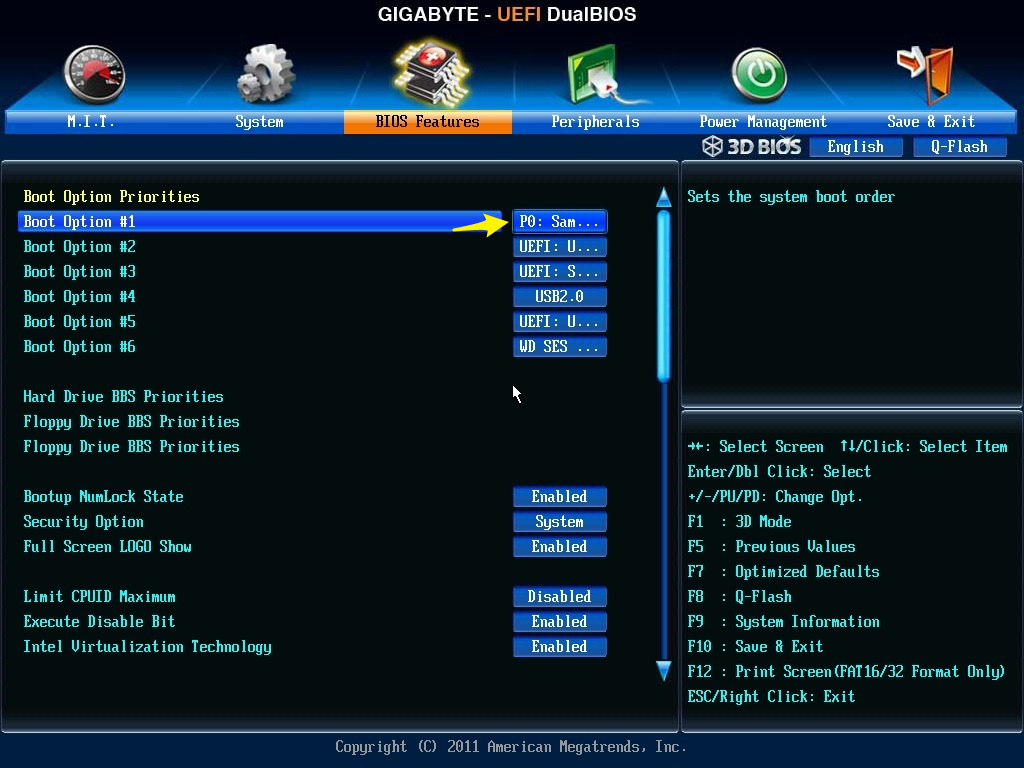 GIGABYTE - UEFI DualBIOS
M.I.T. System BIOS Features Peripherals Power Management Save & Exit
3D BIOS English Q-Flash
Boot Option Priorities
Boot Option #1 P0: Sam...
Boot Option #2 UEFI: U...
Boot Option #3 UEFI: S...
Boot Option #4 USB2.0
Boot Option #5 UEFI: U...
Boot Option #6 WD SES ...
Hard Drive BBS Priorities
Floppy Drive BBS Priorities
Floppy Drive BBS Priorities
Bootup NumLock State Enabled
Security Option System
Full Screen LOGO Show Enabled
Limit CPUID Maximum Disabled
Execute Disable Bit Enabled
Intel Virtualization Technology Enabled
Sets the system boot order
→←: Select Screen ↑↓/Click: Select Item
Enter/Dbl Click: Select
+/-/PU/PD: Change Opt.
F1 : 3D Mode
F5 : Previous Values
F7 : Optimized Defaults
F8 : Q-Flash
F9 : System Information
F10 : Save & Exit
F12 : Print Screen(FAT16/32 Format Only)
ESC/Right Click: Exit
Copyright (C) 2011 American Megatrends, Inc.